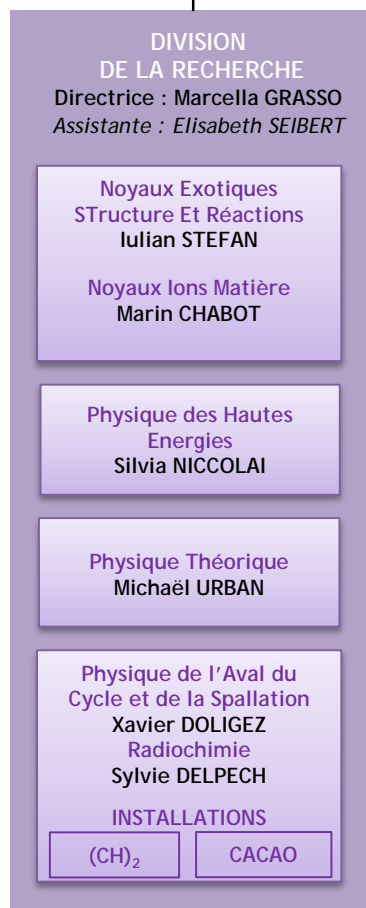 DIVISION
DE LA RECHERCHE
Directrice : Marcella GRASSO
Assistante : Elisabeth SEIBERT
Noyaux Exotiques
STructure Et Réactions
Iulian STEFAN
Noyaux Ions Matière
Marin CHABOT
Physique des Hautes
Energies
Silvia NICCOLAI
Physique Théorique
Michaël URBAN
Physique de l'Aval du
Cycle et de la Spallation
Xavier DOLIGEZ
Radiochimie
Sylvie DELPECH
INSTALLATIONS
(CH)₂
CACAO